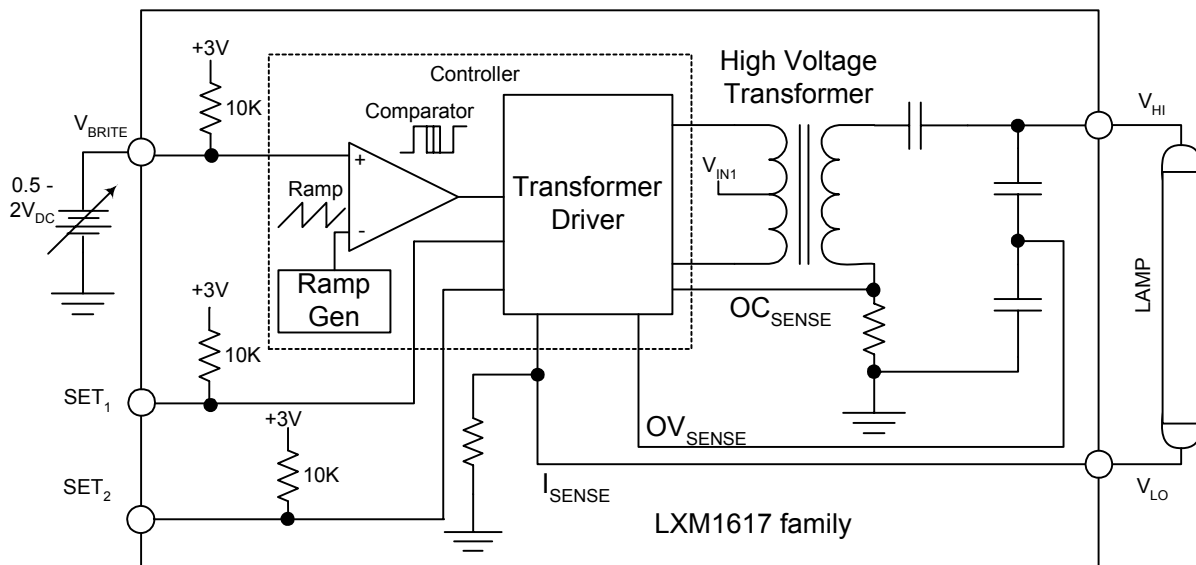 +3V
Controller
High Voltage
Transformer
10K
Comparator
V_BRITE
V_HI
+
Ramp
-
V_IN1
Transformer
Driver
0.5 -
2V_DC
Ramp
Gen
+3V
OC_SENSE
LAMP
10K
SET_1
+3V
OV_SENSE
10K
SET_2
I_SENSE
V_LO
LXM1617 family